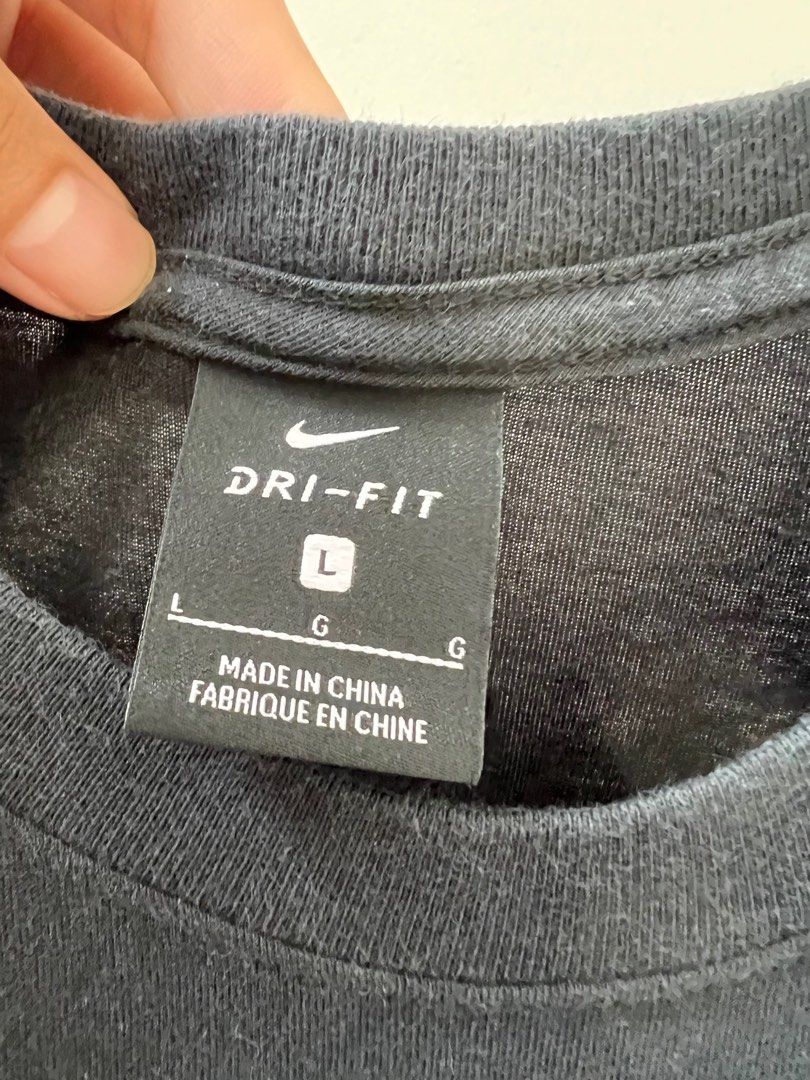 DRI-FIT
L
L G G
MADE IN CHINA
FABRIQUE EN CHINE